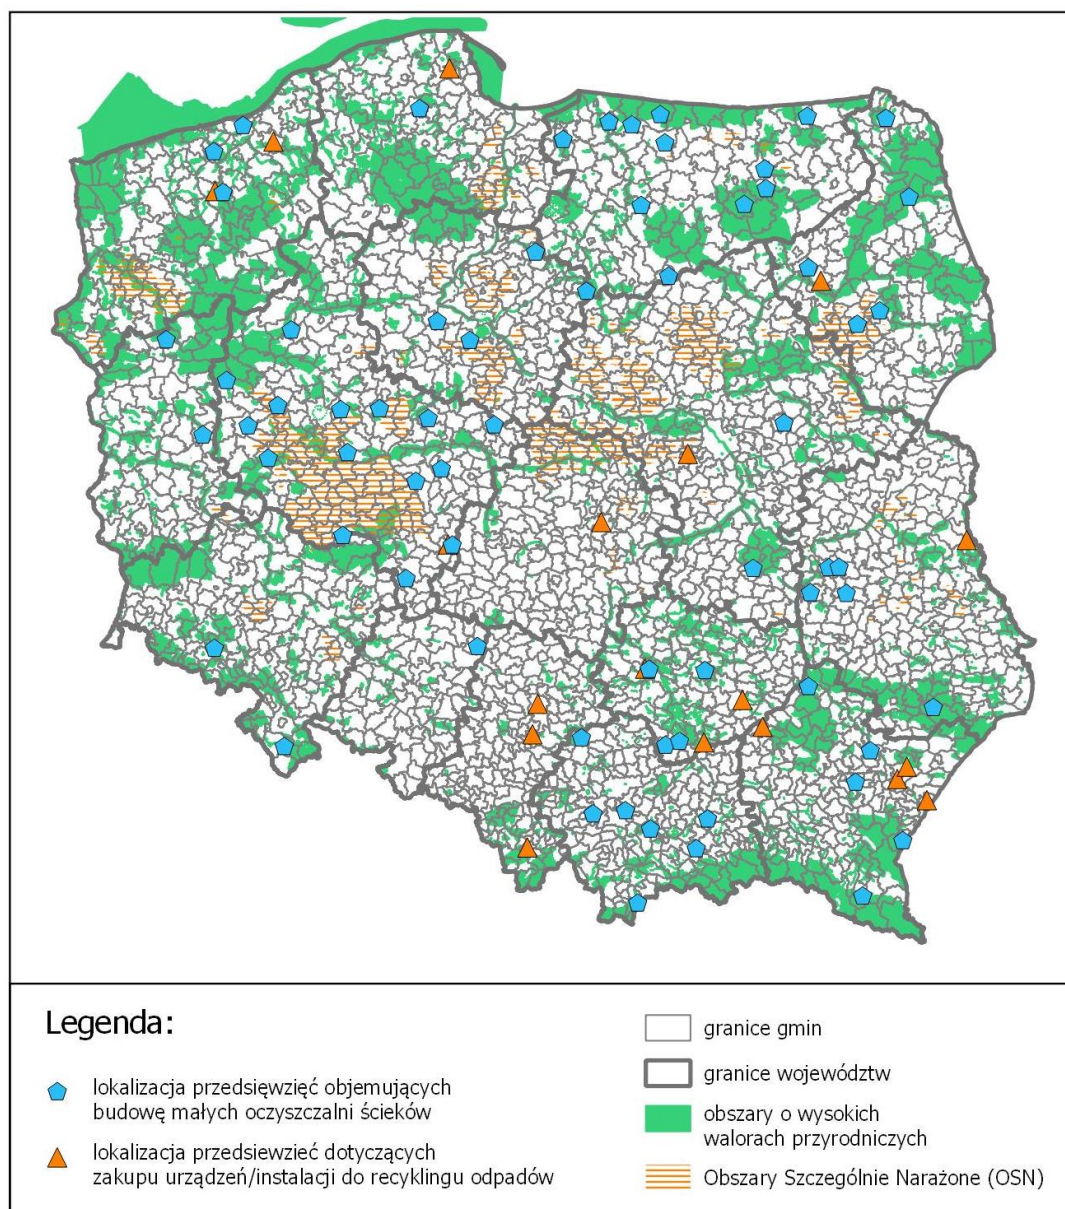 Legenda:
lokalizacja przedsięwzięć objemujących
budowę małych oczyszczalni ścieków
lokalizacja przedsiewzieć dotyczących
zakupu urządzeń/instalacji do recyklingu odpadów
granice gmin
granice województw
obszary o wysokich
walorach przyrodniczych
Obszary Szczególnie Narażone (OSN)